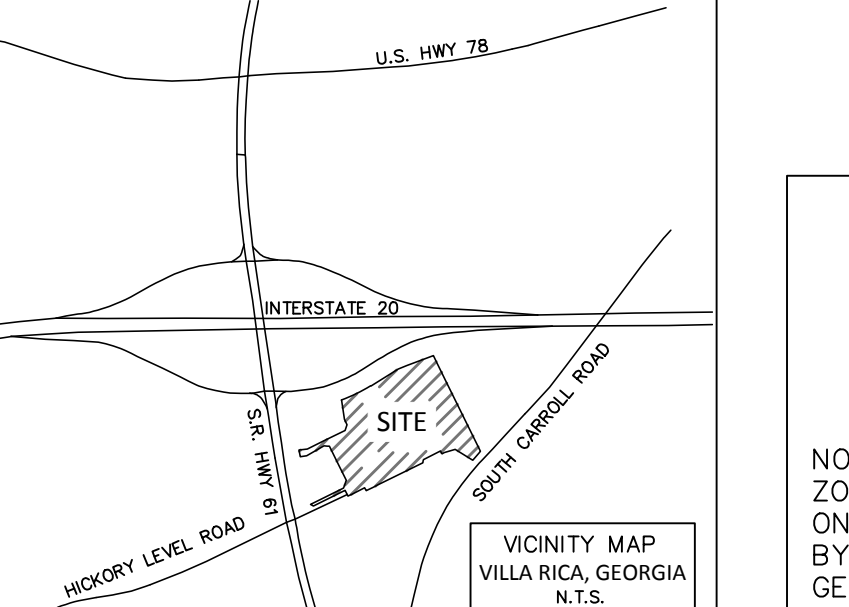 U.S. HWY 78
INTERSTATE 20
SITE
SOUTH CARROLL ROAD
S.R. HWY 61
HICKORY LEVEL ROAD
VICINITY MAP
VILLA RICA, GEORGIA
N.T.S.
NO
ZO
ON
BY
GE